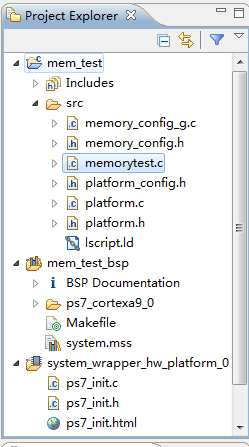 Project Explorer
mem_test
Includes
src
memory_config_g.c
memory_config.h
memorytest.c
platform_config.h
platform.c
platform.h
lscript.ld
mem_test_bsp
BSP Documentation
ps7_cortexa9_0
Makefile
system.mss
system_wrapper_hw_platform_0
ps7_init.c
ps7_init.h
ps7_init.html